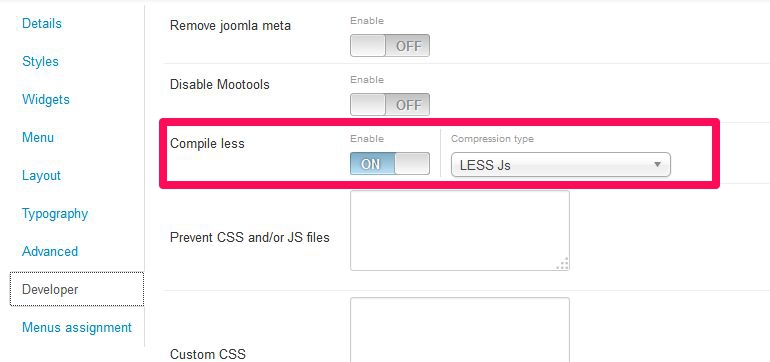 Details
Styles
Widgets
Menu
Layout
Typography
Advanced
Developer
Menus assignment
Remove joomla meta
Enable
OFF
Disable Mootools
Enable
OFF
Compile less
Enable
ON
Compression type
LESS Js
Prevent CSS and/or JS files
Custom CSS